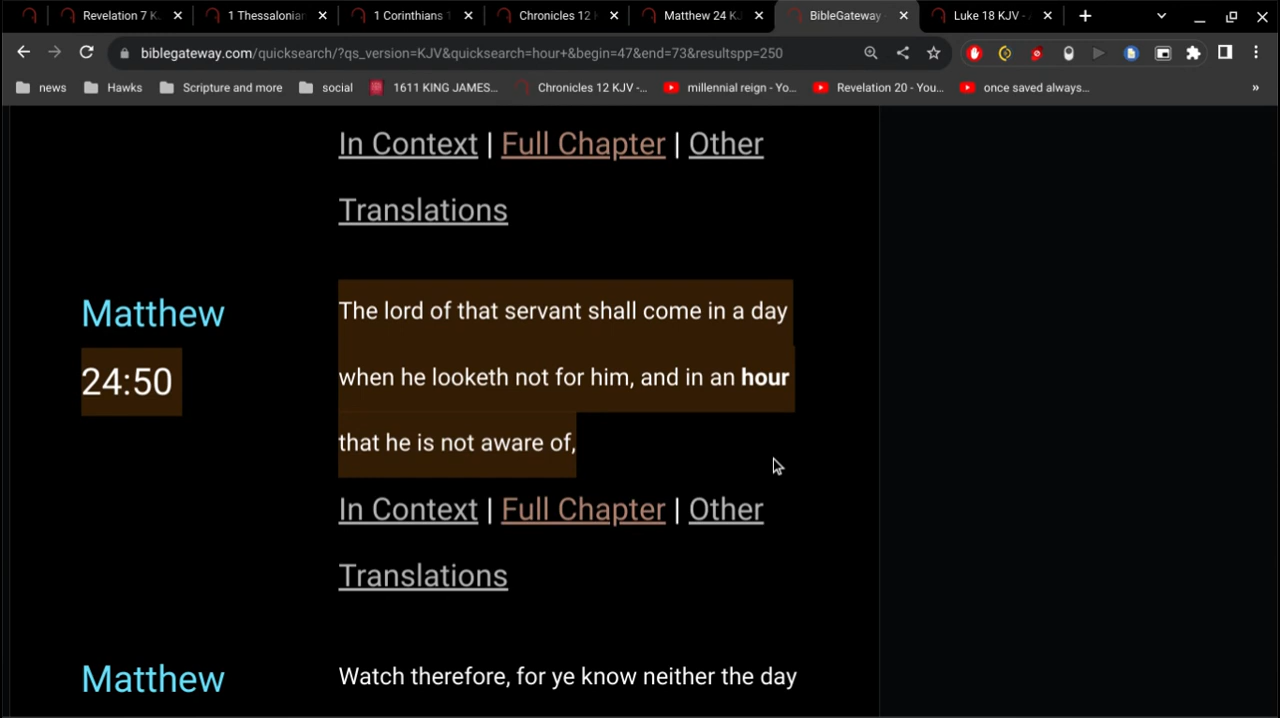 Revelation 7 K
1 Thessalonian
1 Corinthians 1
Chronicles 12 K
Matthew 24 KJ
BibleGateway -
Luke 18 KJV -
biblegateway.com/quicksearch/?qs_version=KJV&quicksearch=hour+&begin=47&end=73&resultspp=250
news
Hawks
Scripture and more
social
1611 KING JAMES...
Chronicles 12 KJV -...
millennial reign - Yo...
Revelation 20 - You...
once saved always...
»
In Context | Full Chapter | Other
Translations
Matthew
24:50
The lord of that servant shall come in a day
when he looketh not for him, and in an hour
that he is not aware of,
In Context | Full Chapter | Other
Translations
Matthew
Watch therefore, for ye know neither the day